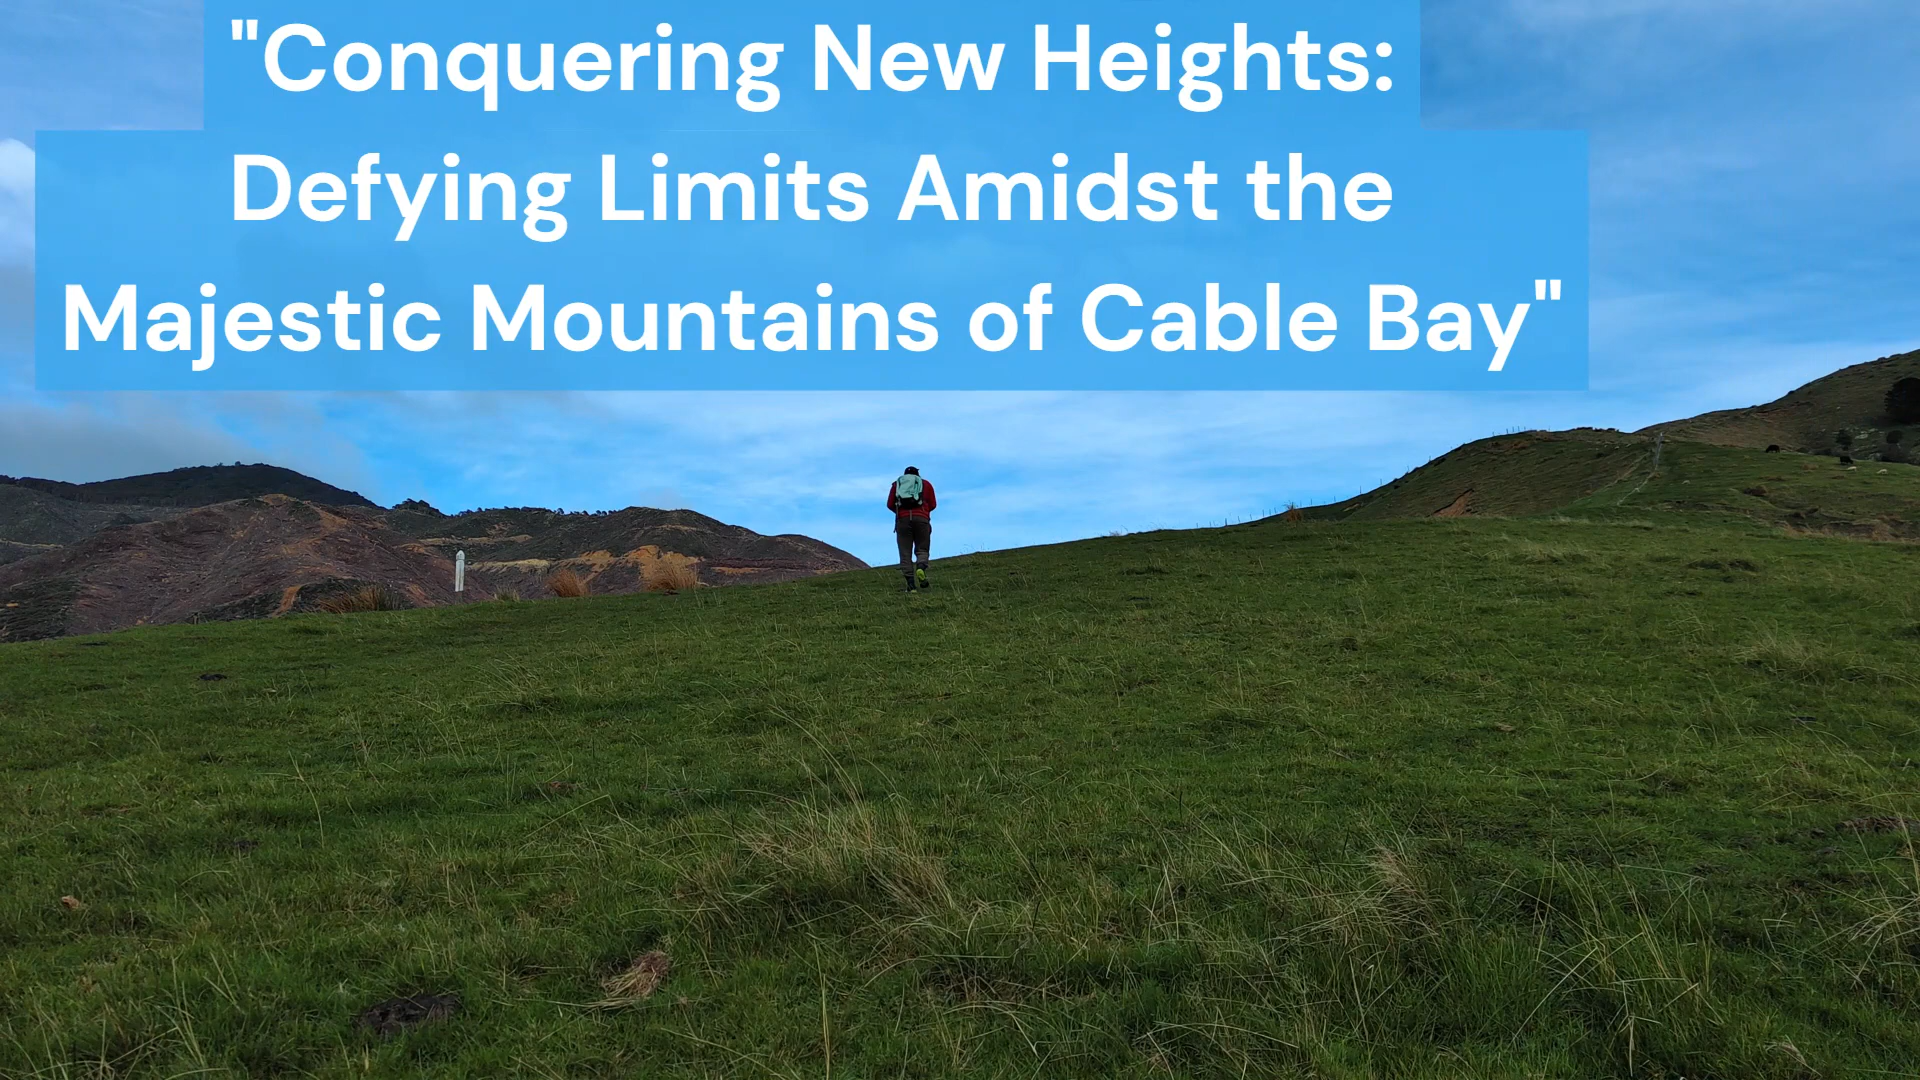 "Conquering New Heights:
Defying Limits Amidst the
Majestic Mountains of Cable Bay"